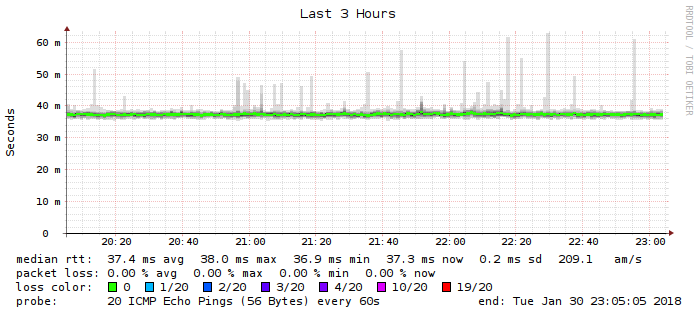 Last 3 Hours
RRDTOOL / TOBI OETIKER
Seconds
60 m
50 m
40 m
30 m
20 m
10 m
0
20:20 20:40 21:00 21:20 21:40 22:00 22:20 22:40 23:00
median rtt: 37.4 ms avg 38.0 ms max 36.9 ms min 37.3 ms now 0.2 ms sd 209.1 am/s
packet loss: 0.00 % avg 0.00 % max 0.00 % min 0.00 % now
loss color: 0 1/20 2/20 3/20 4/20 10/20 19/20
probe: 20 ICMP Echo Pings (56 Bytes) every 60s end: Tue Jan 30 23:05:05 2018